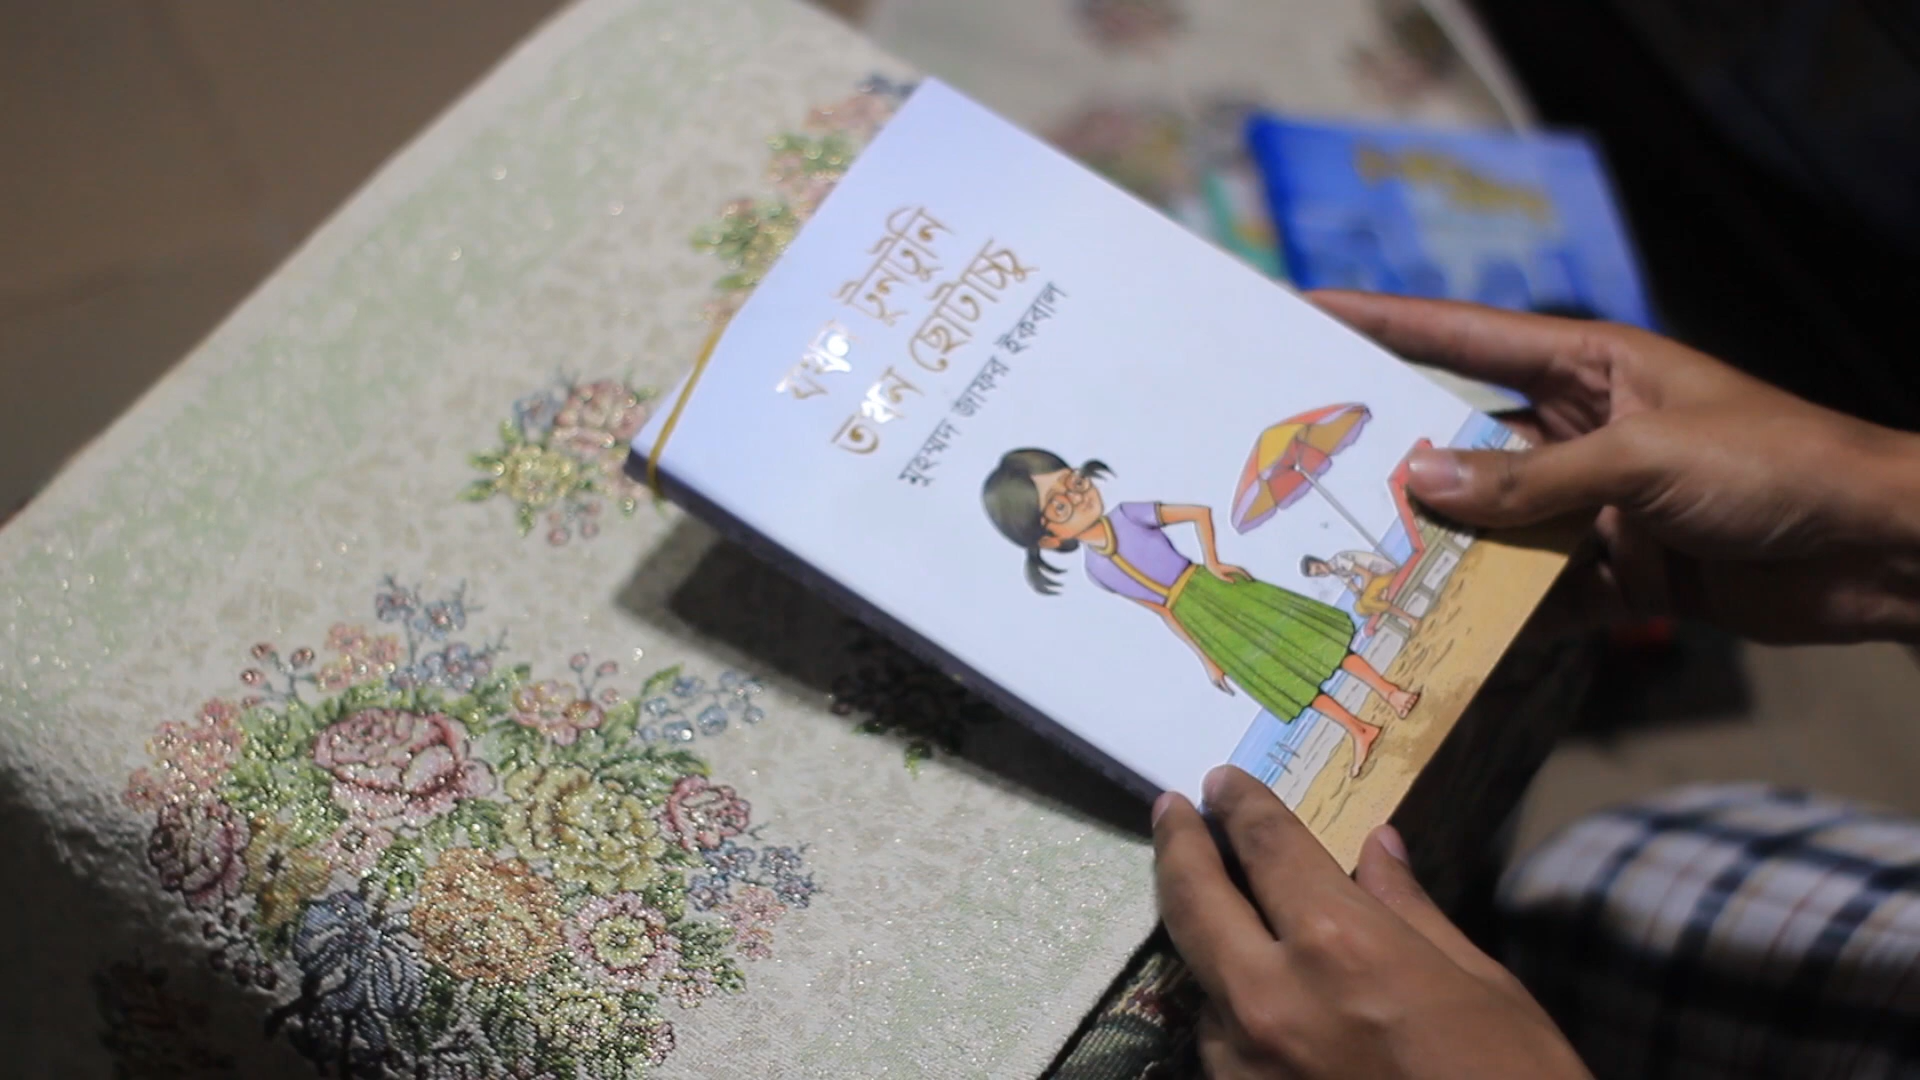 যখন টুনটুনি
তখন ছোটাচ্চু
মুহম্মদ জাফর ইকবাল